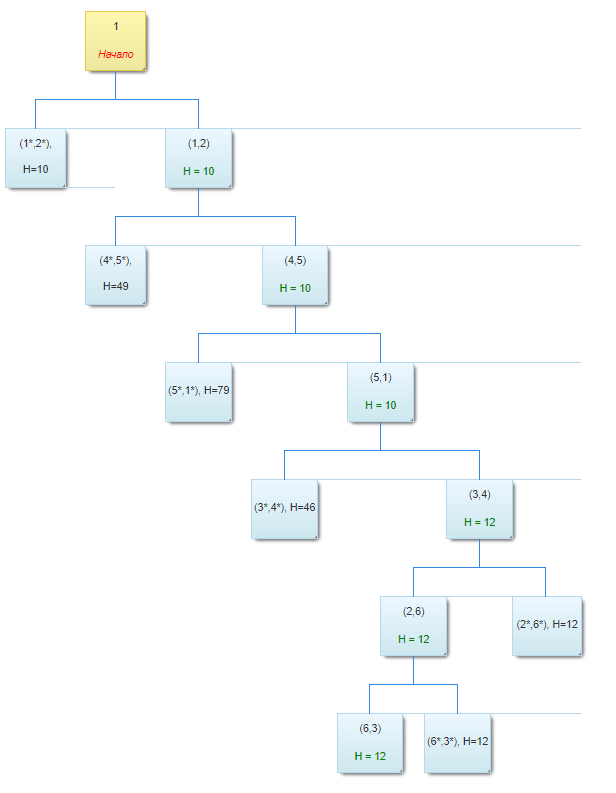 1
Начало
(1*,2*),
H=10
(1,2)
H = 10
(4*,5*),
H=49
(4,5)
H = 10
(5*,1*), H=79
(5,1)
H = 10
(3*,4*), H=46
(3,4)
H = 12
(2,6)
H = 12
(2*,6*), H=12
(6,3)
H = 12
(6*,3*), H=12